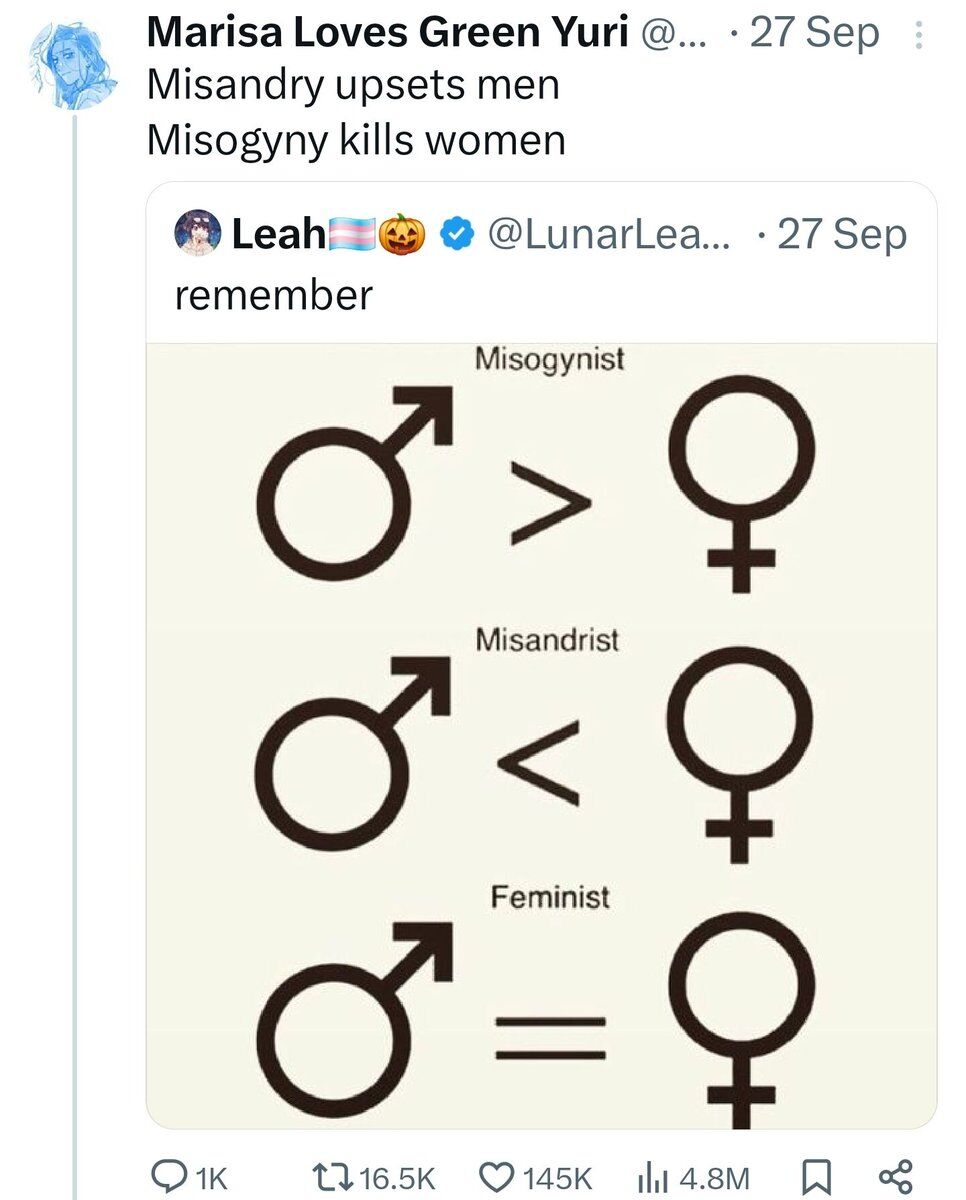 Marisa Loves Green Yuri @... · 27 Sep
Misandry upsets men
Misogyny kills women
Leah🏳️‍⚧️🎃 @LunarLea... · 27 Sep
remember
Misogynist
>
Misandrist
<
Feminist
=
1K 16.5K 145K 4.8M